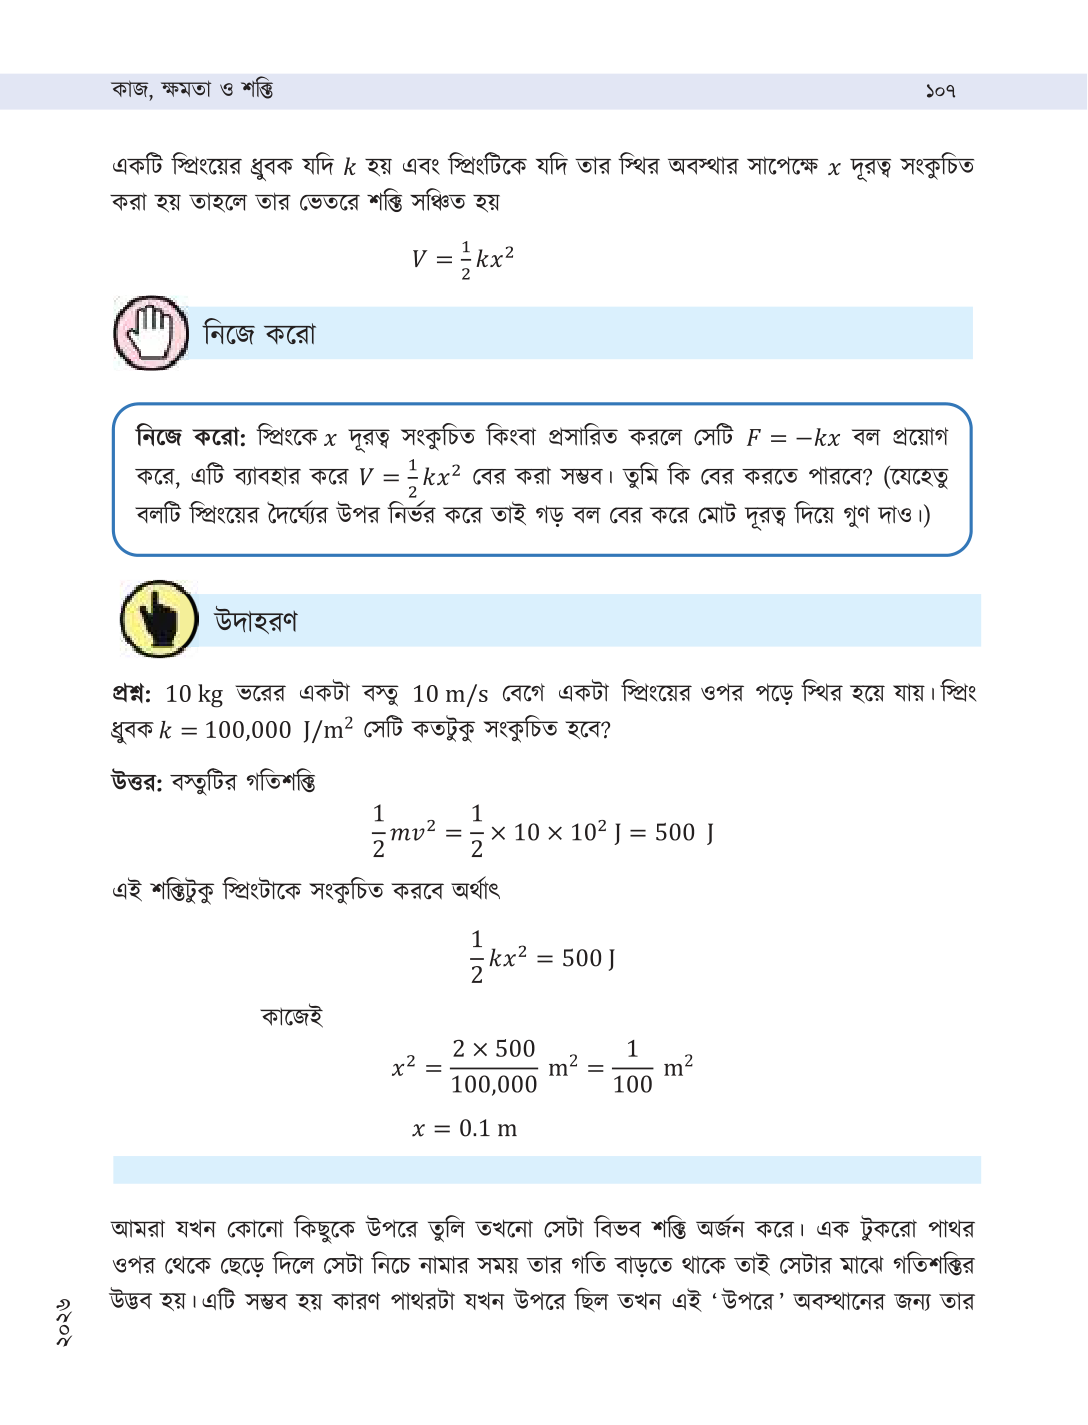 কাজ, ক্ষমতা ও শক্তি ১০৭
একটি স্প্রিংয়ের ধ্রুবক যদি k হয় এবং স্প্রিংটিকে যদি তার স্থির অবস্থার সাপেক্ষে x দূরত্ব সংকুচিত
করা হয় তাহলে তার ভেতরে শক্তি সঞ্চিত হয়
V = 1/2 kx²
নিজে করো
নিজে করো: স্প্রিংকে x দূরত্ব সংকুচিত কিংবা প্রসারিত করলে সেটি F = −kx বল প্রয়োগ
করে, এটি ব্যাবহার করে V = 1/2 kx² বের করা সম্ভব। তুমি কি বের করতে পারবে? (যেহেতু
বলটি স্প্রিংয়ের দৈর্ঘ্যের উপর নির্ভর করে তাই গড় বল বের করে মোট দূরত্ব দিয়ে গুণ দাও।)
উদাহরণ
প্রশ্ন: 10 kg ভরের একটা বস্তু 10 m/s বেগে একটা স্প্রিংয়ের ওপর পড়ে স্থির হয়ে যায়। স্প্রিং
ধ্রুবক k = 100,000 J/m² সেটি কতটুকু সংকুচিত হবে?
উত্তর: বস্তুটির গতিশক্তি
1/2 mv² = 1/2 × 10 × 10² J = 500 J
এই শক্তিটুকু স্প্রিংটাকে সংকুচিত করবে অর্থাৎ
1/2 kx² = 500 J
কাজেই
x² = 2 × 500/100,000 m² = 1/100 m²
x = 0.1 m
আমরা যখন কোনো কিছুকে উপরে তুলি তখনো সেটা বিভব শক্তি অর্জন করে। এক টুকরো পাথর
ওপর থেকে ছেড়ে দিলে সেটা নিচে নামার সময় তার গতি বাড়তে থাকে তাই সেটার মাঝে গতিশক্তির
উদ্ভব হয়। এটি সম্ভব হয় কারণ পাথরটা যখন উপরে ছিল তখন এই ‘উপরে’ অবস্থানের জন্য তার
২০২৬